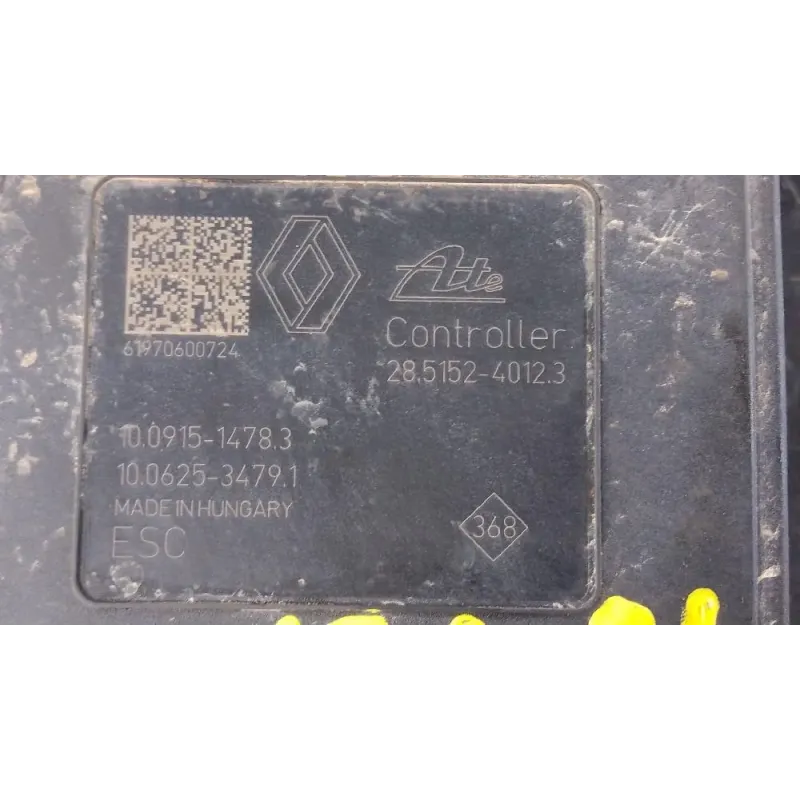 Ate
Controller
28.5152-4012.3
61970600724
10.0915-1478.3
10.0625-3479.1
MADE IN HUNGARY
ESC
368